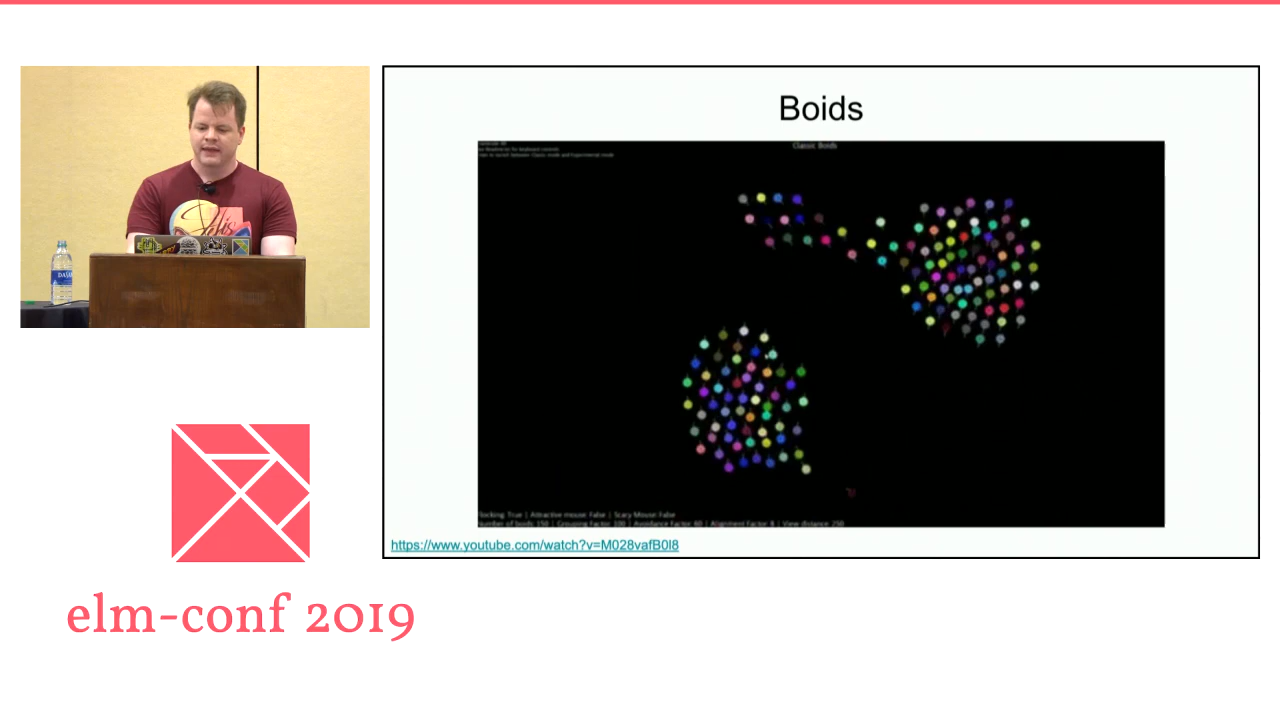 Boids
Classic Boids
Flocking: True | Attractive mouse: False | Scary Mouse: False
Number of boids: 150 | Grouping Factor: 100 | Avoidance Factor: 60 | Alignment Factor: 8 | View distance: 250
https://www.youtube.com/watch?v=M028vafB0l8
elm-conf 2019